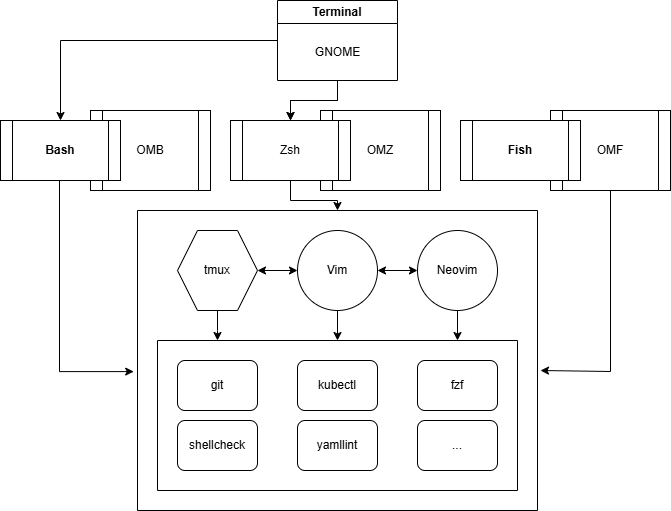 Terminal
GNOME
Bash
OMB
Zsh
OMZ
Fish
OMF
tmux
Vim
Neovim
git
kubectl
fzf
shellcheck
yamllint
...